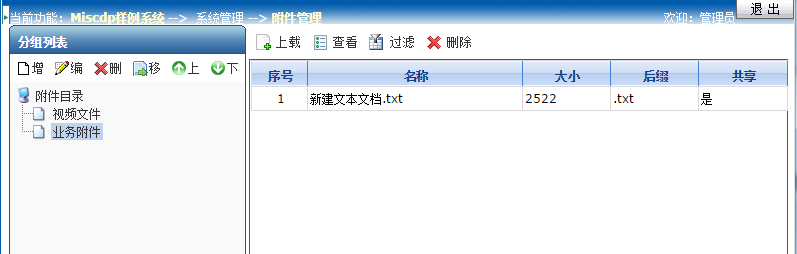 退 出
当前功能: Miscdp样例系统 --> 系统管理 --> 附件管理 欢迎: 管理员
分组列表
增 编 删 移 上 下
附件目录
视频文件
业务附件
上载 查看 过滤 删除
序号 名称 大小 后缀 共享
1 新建文本文档.txt 2522 .txt 是